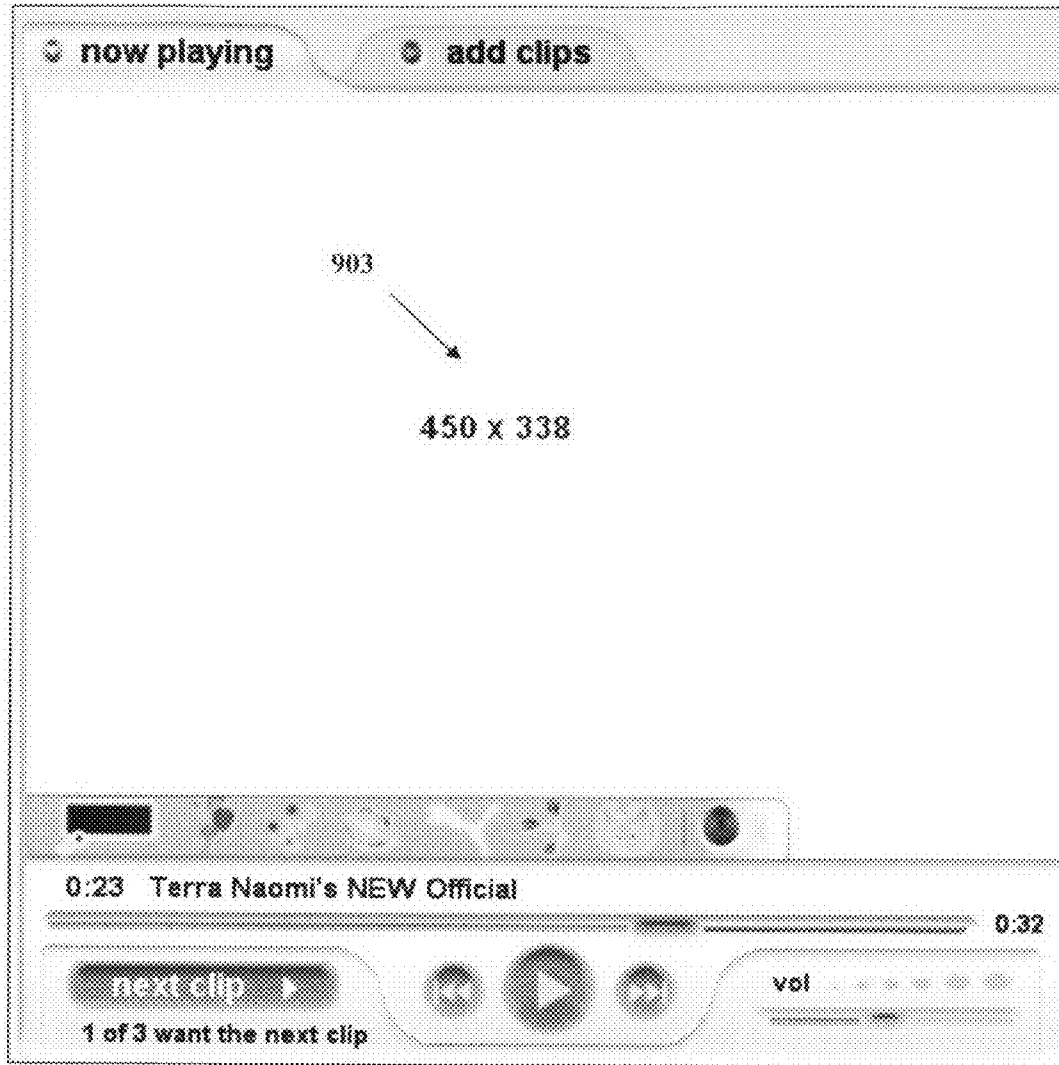 now playing add clips
903
450 x 338
0:23 Terra Naomi's NEW Official
0:32
next clip
vol
1 of 3 want the next clip